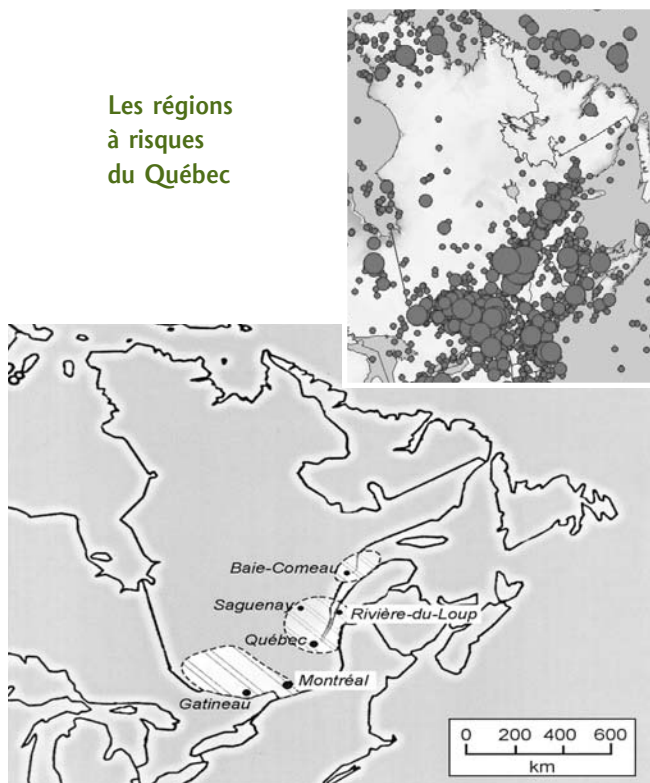 Les régions
à risques
du Québec
Baie-Comeau
Saguenay
Rivière-du-Loup
Québec
Montréal
Gatineau
0 200 400 600
km